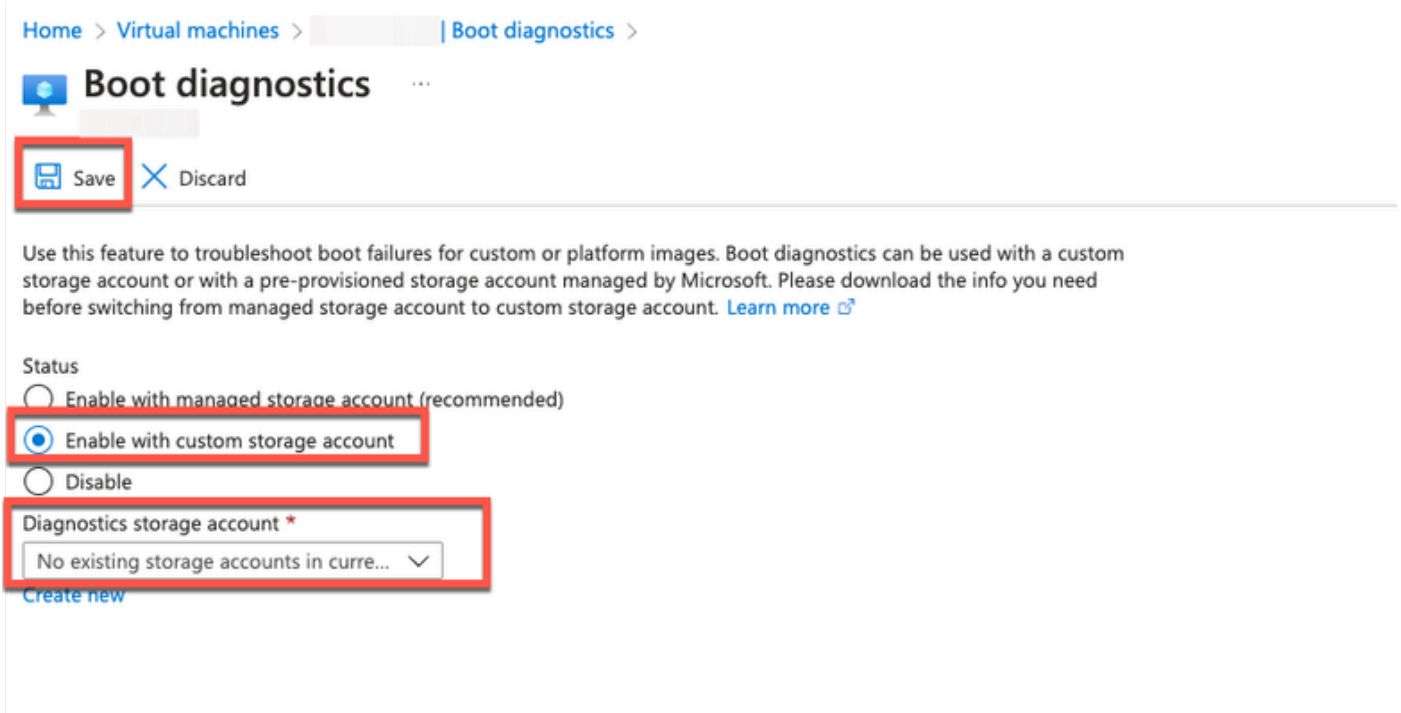 Home > Virtual machines > | Boot diagnostics >
Boot diagnostics ...
Save Discard
Use this feature to troubleshoot boot failures for custom or platform images. Boot diagnostics can be used with a custom
storage account or with a pre-provisioned storage account managed by Microsoft. Please download the info you need
before switching from managed storage account to custom storage account. Learn more
Status
Enable with managed storage account (recommended)
Enable with custom storage account
Disable
Diagnostics storage account *
No existing storage accounts in curre...
Create new